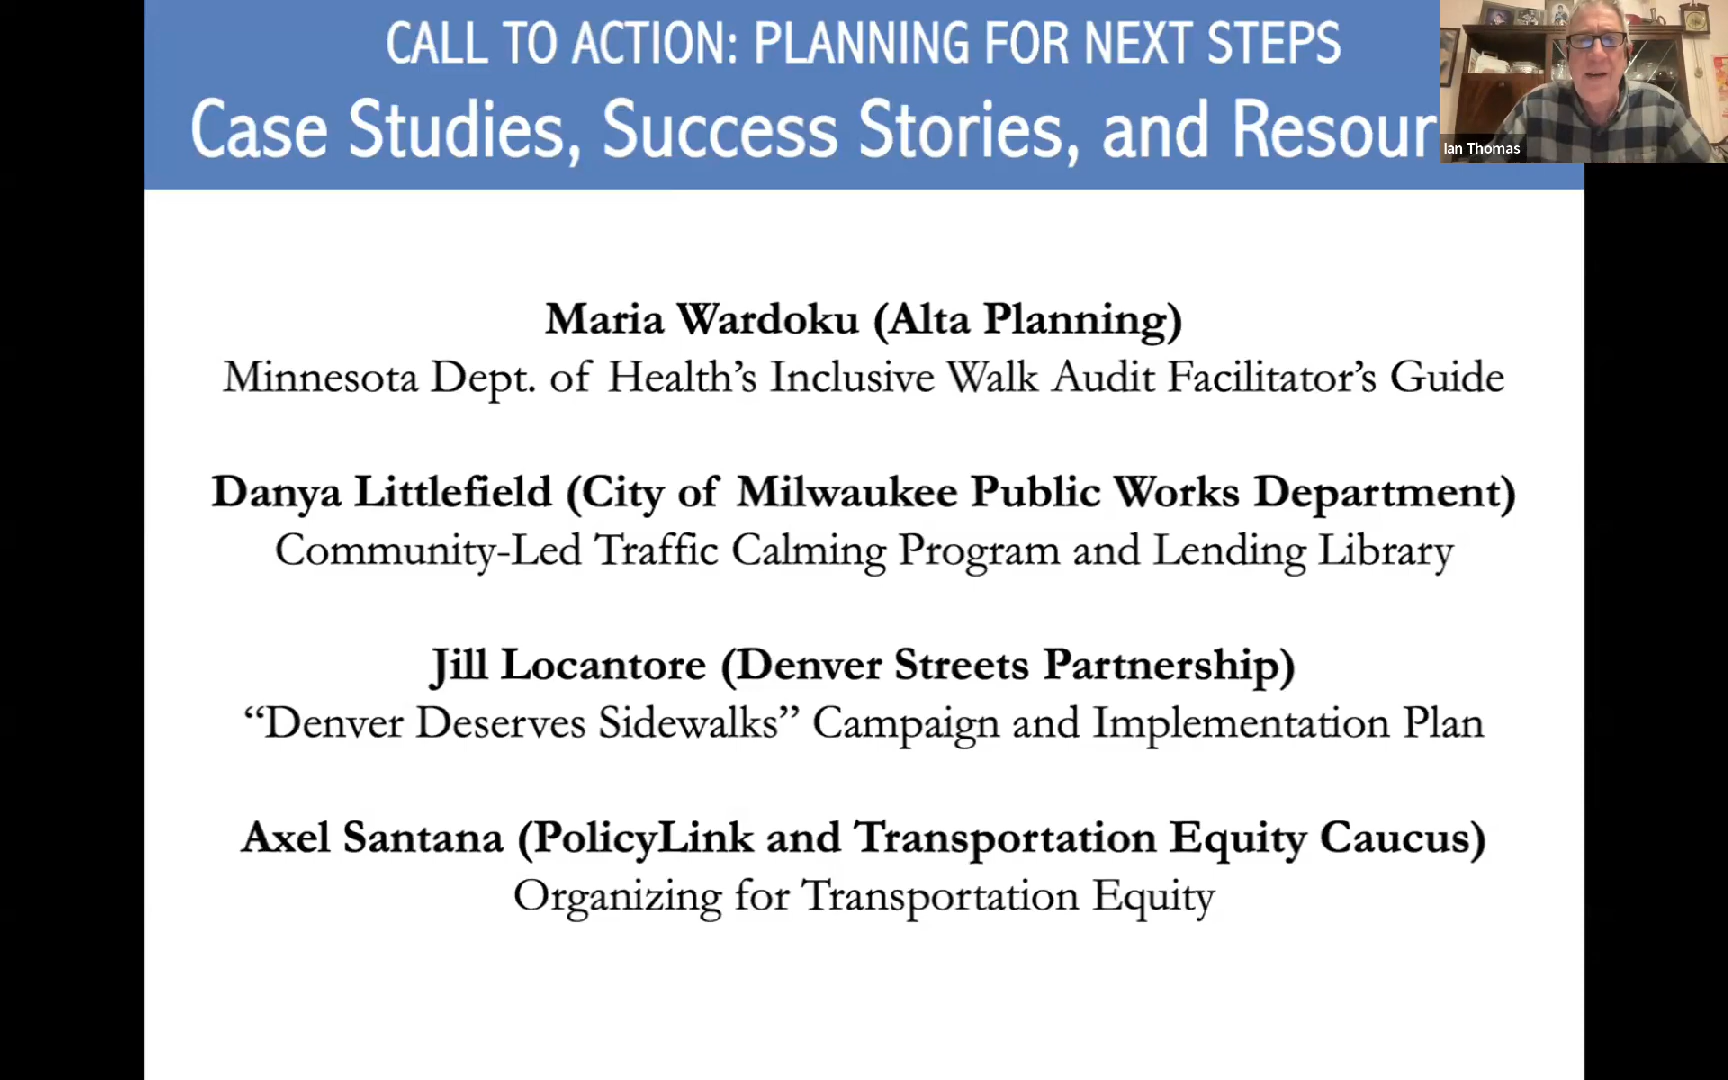 CALL TO ACTION: PLANNING FOR NEXT STEPS
Case Studies, Success Stories, and Resour
Ian Thomas
Maria Wardoku (Alta Planning)
Minnesota Dept. of Health’s Inclusive Walk Audit Facilitator’s Guide
Danya Littlefield (City of Milwaukee Public Works Department)
Community-Led Traffic Calming Program and Lending Library
Jill Locantore (Denver Streets Partnership)
“Denver Deserves Sidewalks” Campaign and Implementation Plan
Axel Santana (PolicyLink and Transportation Equity Caucus)
Organizing for Transportation Equity